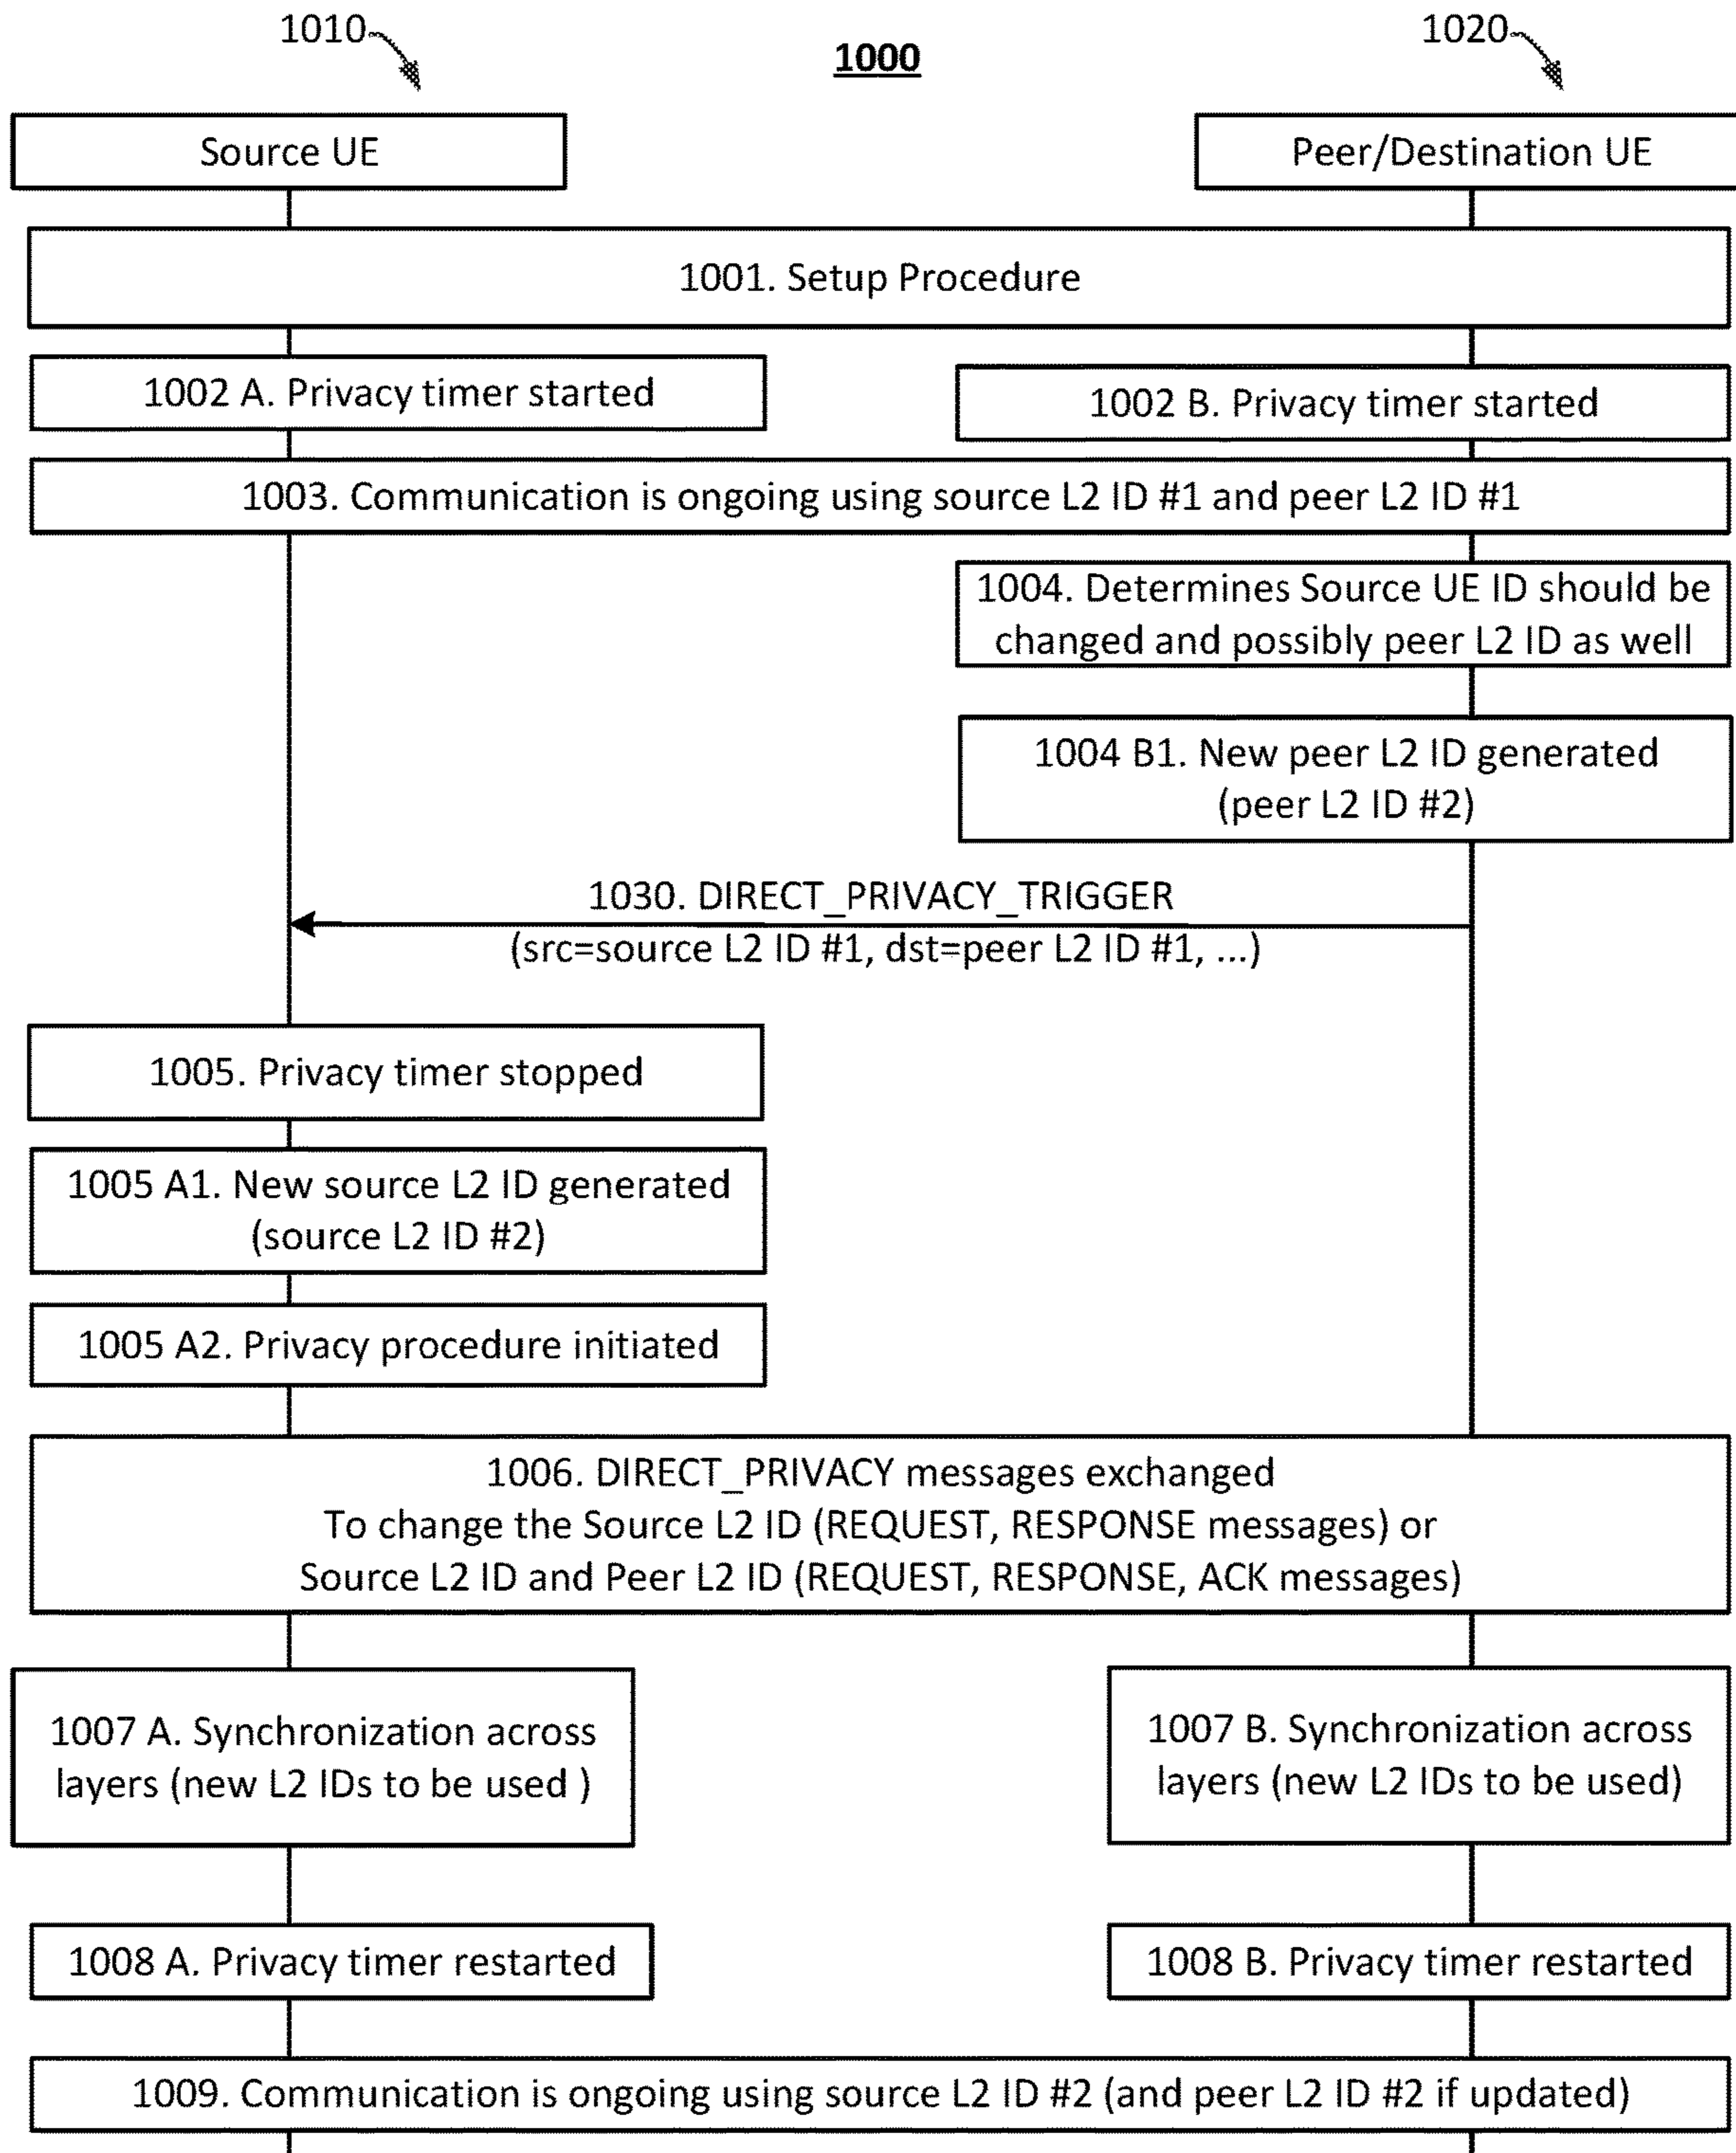 1010
1000
1020
Source UE
Peer/Destination UE
1001. Setup Procedure
1002 A. Privacy timer started
1002 B. Privacy timer started
1003. Communication is ongoing using source L2 ID #1 and peer L2 ID #1
1004. Determines Source UE ID should be
changed and possibly peer L2 ID as well
1004 B1. New peer L2 ID generated
(peer L2 ID #2)
1030. DIRECT_PRIVACY_TRIGGER
(src=source L2 ID #1, dst=peer L2 ID #1, ...)
1005. Privacy timer stopped
1005 A1. New source L2 ID generated
(source L2 ID #2)
1005 A2. Privacy procedure initiated
1006. DIRECT_PRIVACY messages exchanged
To change the Source L2 ID (REQUEST, RESPONSE messages) or
Source L2 ID and Peer L2 ID (REQUEST, RESPONSE, ACK messages)
1007 A. Synchronization across
layers (new L2 IDs to be used )
1007 B. Synchronization across
layers (new L2 IDs to be used)
1008 A. Privacy timer restarted
1008 B. Privacy timer restarted
1009. Communication is ongoing using source L2 ID #2 (and peer L2 ID #2 if updated)